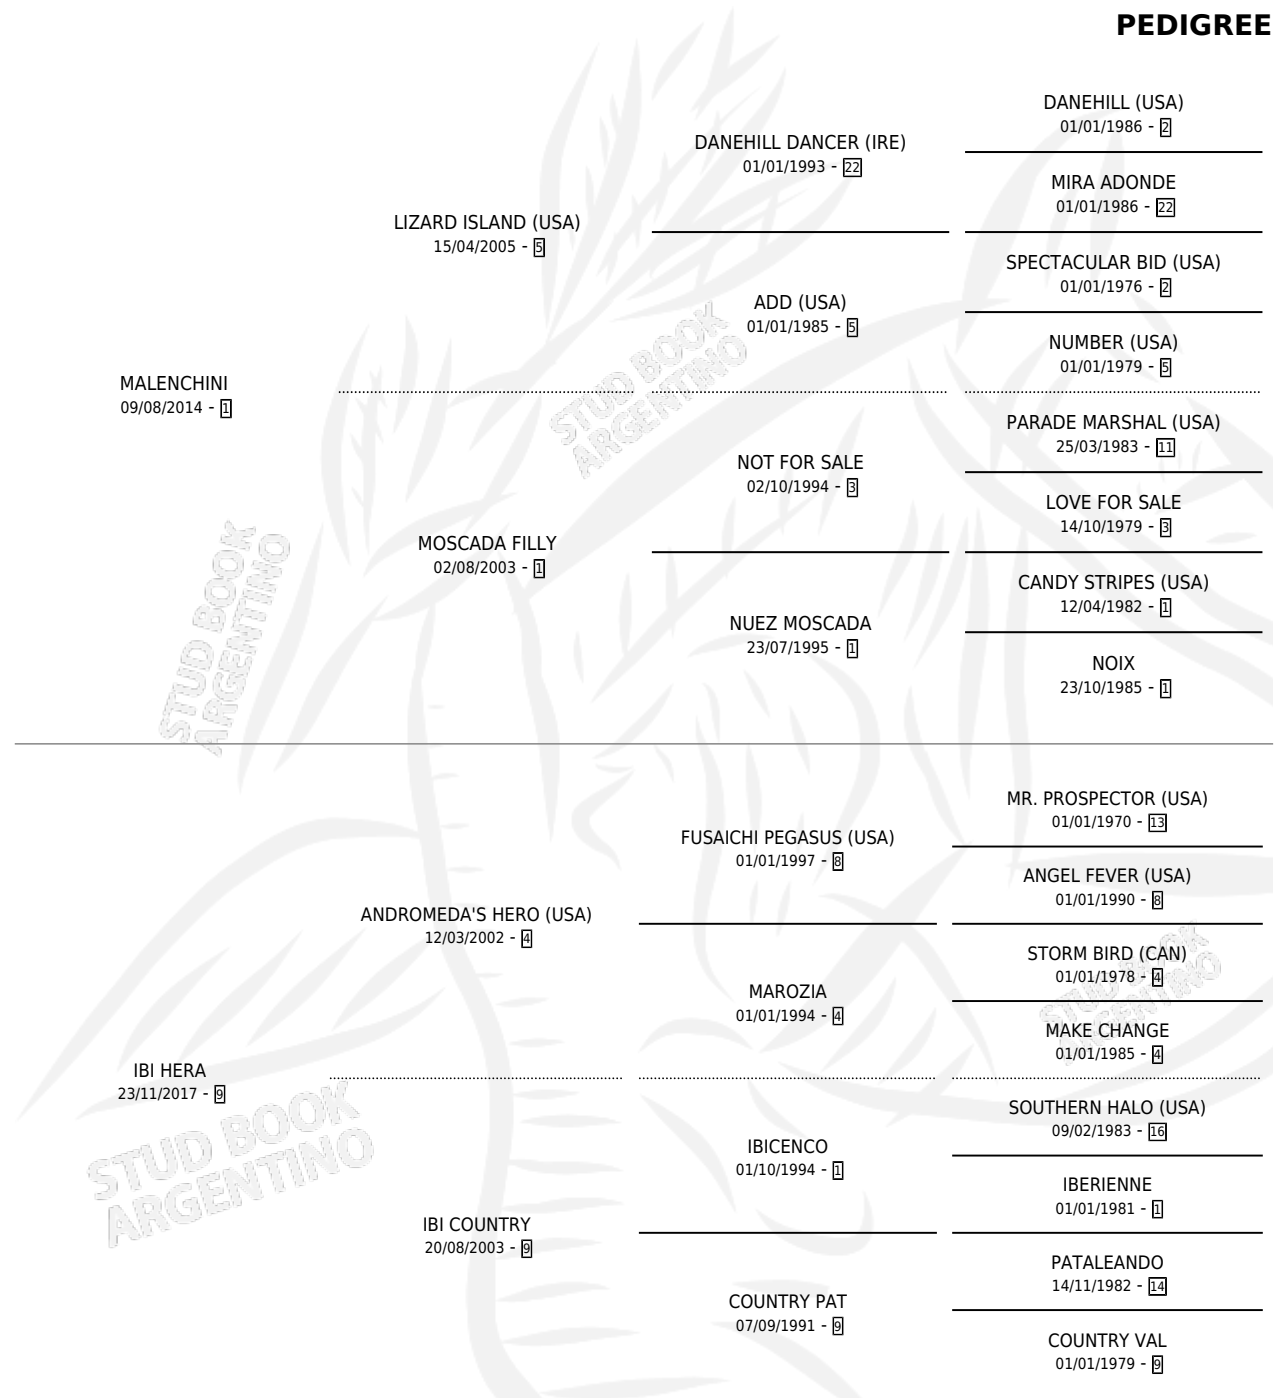 PEDIGREE
DANEHILL (USA)
01/01/1986 - 2
DANEHILL DANCER (IRE)
01/01/1993 - 22
MIRA ADONDE
01/01/1986 - 22
LIZARD ISLAND (USA)
15/04/2005 - 5
SPECTACULAR BID (USA)
01/01/1976 - 2
ADD (USA)
01/01/1985 - 5
NUMBER (USA)
01/01/1979 - 5
MALENCHINI
09/08/2014 - 1
PARADE MARSHAL (USA)
25/03/1983 - 11
NOT FOR SALE
02/10/1994 - 3
LOVE FOR SALE
14/10/1979 - 3
MOSCADA FILLY
02/08/2003 - 1
CANDY STRIPES (USA)
12/04/1982 - 1
NUEZ MOSCADA
23/07/1995 - 1
NOIX
23/10/1985 - 1
MR. PROSPECTOR (USA)
01/01/1970 - 13
FUSAICHI PEGASUS (USA)
01/01/1997 - 8
ANGEL FEVER (USA)
01/01/1990 - 8
ANDROMEDA'S HERO (USA)
12/03/2002 - 4
STORM BIRD (CAN)
01/01/1978 - 4
MAROZIA
01/01/1994 - 4
MAKE CHANGE
01/01/1985 - 4
IBI HERA
23/11/2017 - 9
SOUTHERN HALO (USA)
09/02/1983 - 16
IBICENCO
01/10/1994 - 1
IBERIENNE
01/01/1981 - 1
IBI COUNTRY
20/08/2003 - 9
PATALEANDO
14/11/1982 - 14
COUNTRY PAT
07/09/1991 - 9
COUNTRY VAL
01/01/1979 - 9
STUD BOOK
ARGENTINO
STUD BOOK
ARGENTINO
STUD BOOK
ARGENTINO
STUD BOOK
ARGENTINO